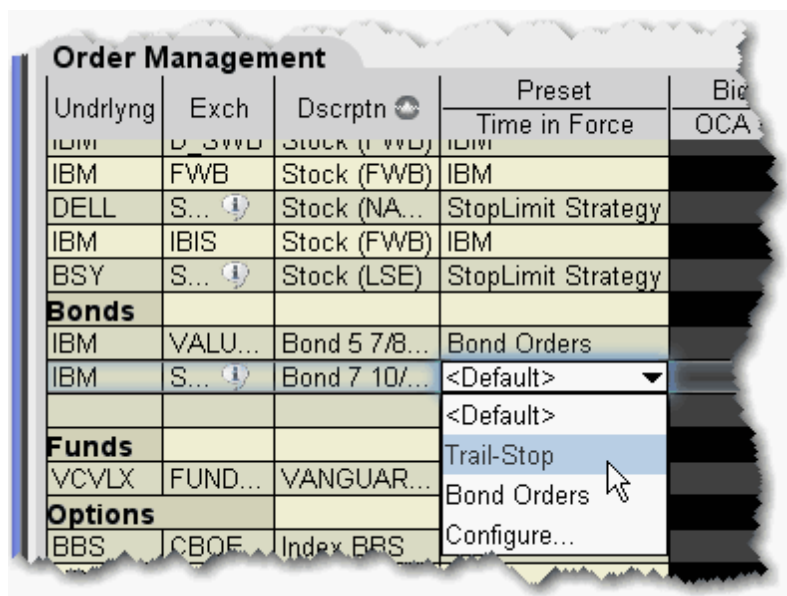 Order Management
Undrlyng Exch Dscrptn Preset Time in Force OCA
IBM FWB Stock (FWB) IBM
DELL S... Stock (NA... StopLimit Strategy
IBM IBIS Stock (FWB) IBM
BSY S... Stock (LSE) StopLimit Strategy
Bonds
IBM VALU... Bond 5 7/8... Bond Orders
IBM S... Bond 7 10/... <Default>
<Default>
Trail-Stop
Funds
VCVLX FUND... VANGUAR...
Bond Orders
Options
Configure...
BBS CBOE Index BBS